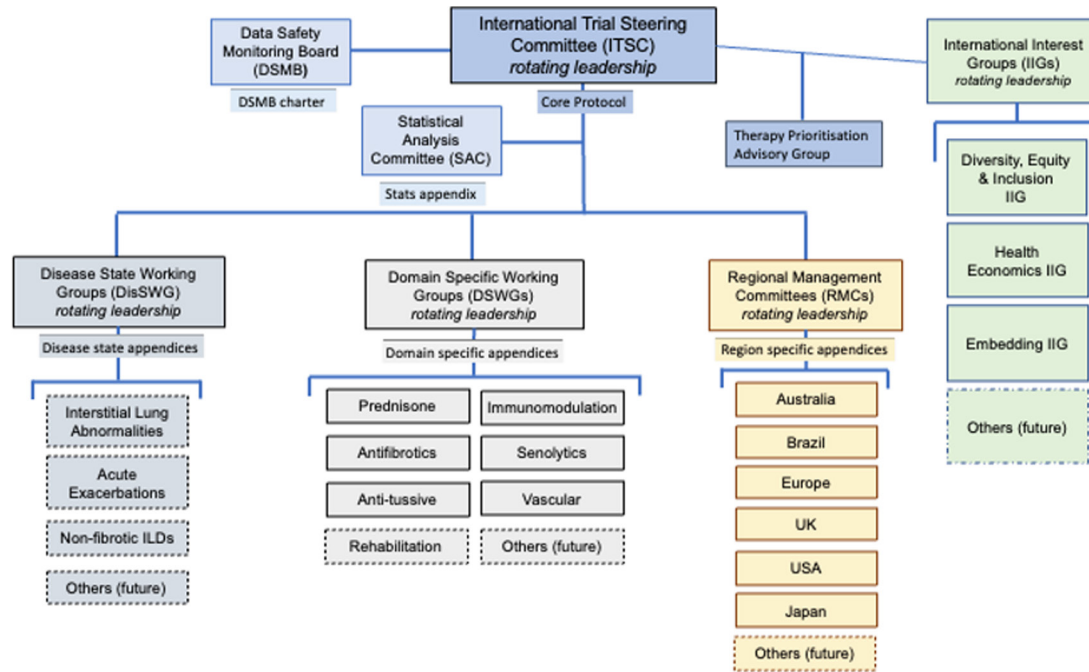 Data Safety
Monitoring Board
(DSMB)
DSMB charter
International Trial Steering
Committee (ITSC)
rotating leadership
Core Protocol
International Interest
Groups (IIGs)
rotating leadership
Statistical
Analysis
Committee (SAC)
Stats appendix
Therapy Prioritisation
Advisory Group
Diversity, Equity
& Inclusion
IIG
Health
Economics IIG
Embedding IIG
Others (future)
Disease State Working
Groups (DisSWG)
rotating leadership
Disease state appendices
Interstitial Lung
Abnormalities
Acute
Exacerbations
Non-fibrotic ILDs
Others (future)
Domain Specific Working
Groups (DSWGs)
rotating leadership
Domain specific appendices
Prednisone
Immunomodulation
Antifibrotics
Senolytics
Anti-tussive
Vascular
Rehabilitation
Others (future)
Regional Management
Committees (RMCs)
rotating leadership
Region specific appendices
Australia
Brazil
Europe
UK
USA
Japan
Others (future)